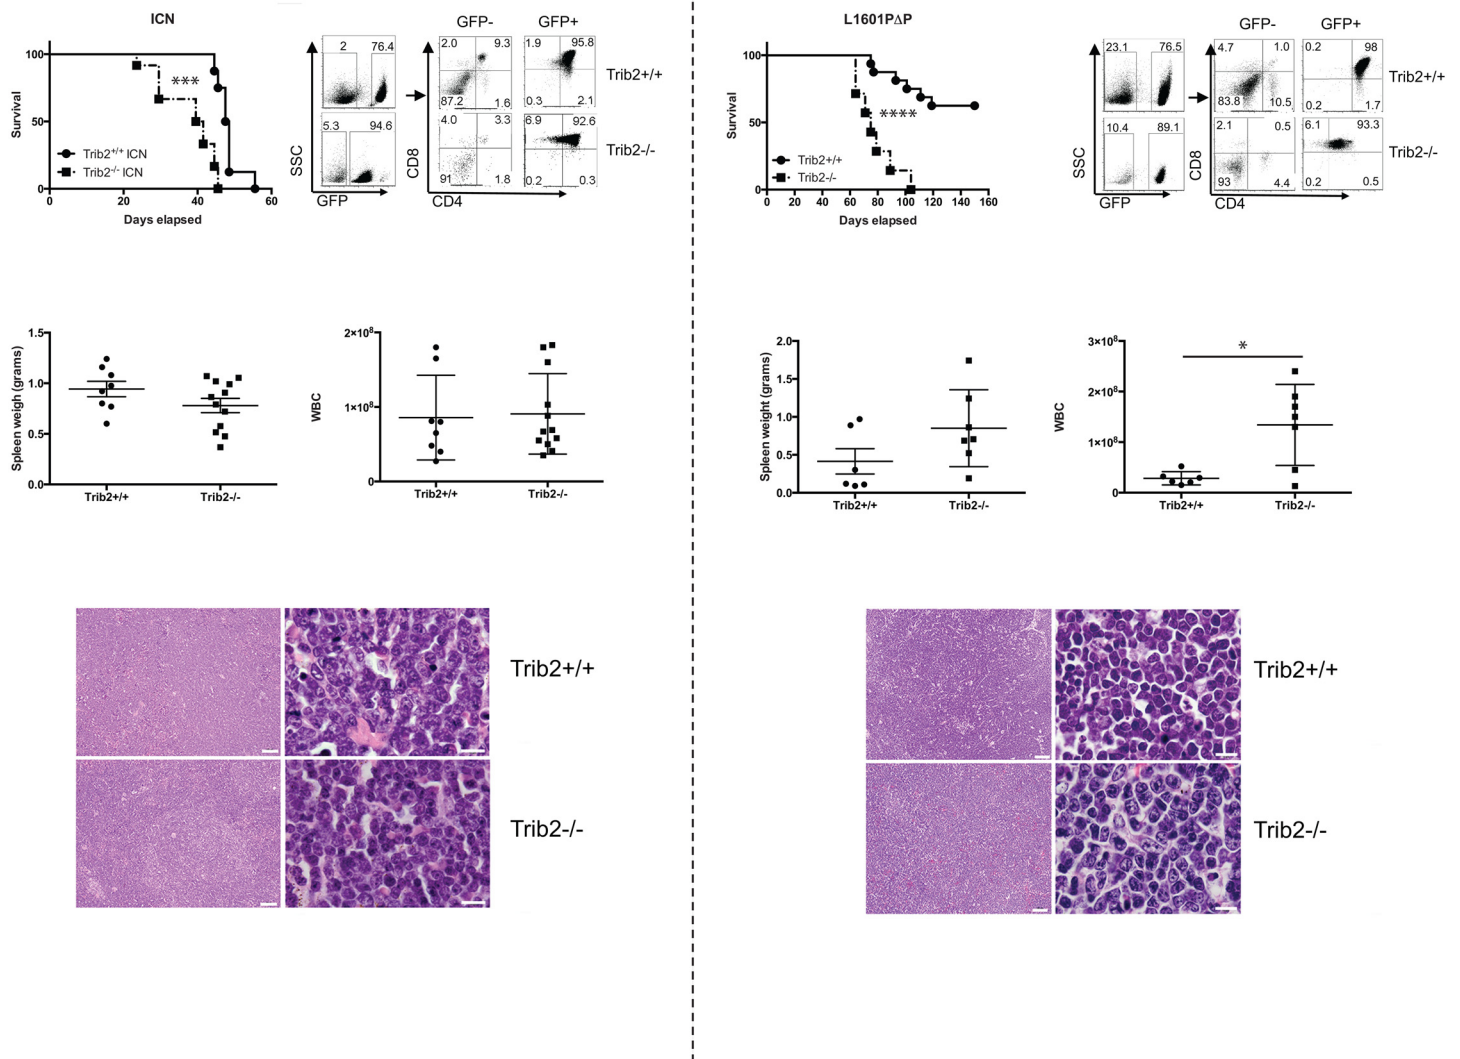 ICN
Survival
100
50
0
0 20 40 60
Days elapsed
***
Trib2+/+ ICN
Trib2-/- ICN
GFP- GFP+
2 76.4
2.0 9.3
87.2 1.6
1.9 95.8
0.3 2.1
Trib2+/+
5.3 94.6
4.0 3.3
91 1.8
6.9 92.6
0.2 0.3
Trib2-/-
SSC
GFP
CD8
CD4
L1601PΔP
Survival
100
50
0
0 20 40 60 80 100 120 140 160
Days elapsed
****
Trib2+/+
Trib2-/-
GFP- GFP+
23.1 76.5
4.7 1.0
83.8 10.5
0.2 98
0.2 1.7
Trib2+/+
10.4 89.1
2.1 0.5
93 4.4
6.1 93.3
0.2 0.5
Trib2-/-
SSC
GFP
CD8
CD4
Spleen weigh (grams)
1.5
1.0
0.5
0.0
Trib2+/+ Trib2-/-
WBC
2×10⁸
1×10⁸
0
Trib2+/+ Trib2-/-
Spleen weight (grams)
2.0
1.5
1.0
0.5
0.0
Trib2+/+ Trib2-/-
WBC
3×10⁸
2×10⁸
1×10⁸
0
*
Trib2+/+ Trib2-/-
Trib2+/+
Trib2-/-
Trib2+/+
Trib2-/-